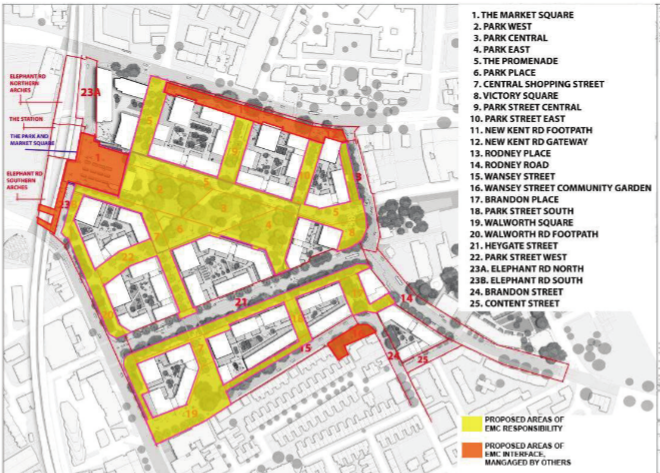 1. THE MARKET SQUARE
2. PARK WEST
3. PARK CENTRAL
4. PARK EAST
5. THE PROMENADE
6. PARK PLACE
7. CENTRAL SHOPPING STREET
8. VICTORY SQUARE
9. PARK STREET CENTRAL
10. PARK STREET EAST
11. NEW KENT RD FOOTPATH
12. NEW KENT RD GATEWAY
13. RODNEY PLACE
14. RODNEY ROAD
15. WANSEY STREET
16. WANSEY STREET COMMUNITY GARDEN
17. BRANDON PLACE
18. PARK STREET SOUTH
19. WALWORTH SQUARE
20. WALWORTH RD FOOTPATH
21. HEYGATE STREET
22. PARK STREET WEST
23A. ELEPHANT RD NORTH
23B. ELEPHANT RD SOUTH
24. BRANDON STREET
25. CONTENT STREET
ELEPHANT RD
NORTHERN
ARCHES
THE STATION
THE PARK AND
MARKET SQUARE
ELEPHANT RD
SOUTHERN
ARCHES
23A
1
5
4
5
6
7
22
21
14
15
24
25
19
PROPOSED AREAS OF
EMC RESPONSIBILITY
PROPOSED AREAS OF
EMC INTERFACE,
MANGAGED BY OTHERS